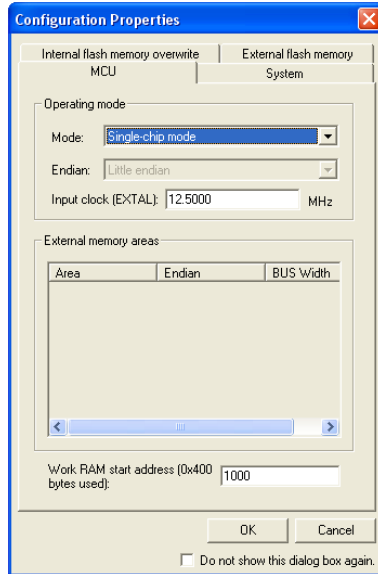 Configuration Properties
Internal flash memory overwrite External flash memory
MCU System
Operating mode
Mode: Single-chip mode
Endian: Little endian
Input clock (EXTAL): 12.5000 MHz
External memory areas
Area Endian BUS Width
Work RAM start address (0x400
bytes used): 1000
OK Cancel
Do not show this dialog box again.